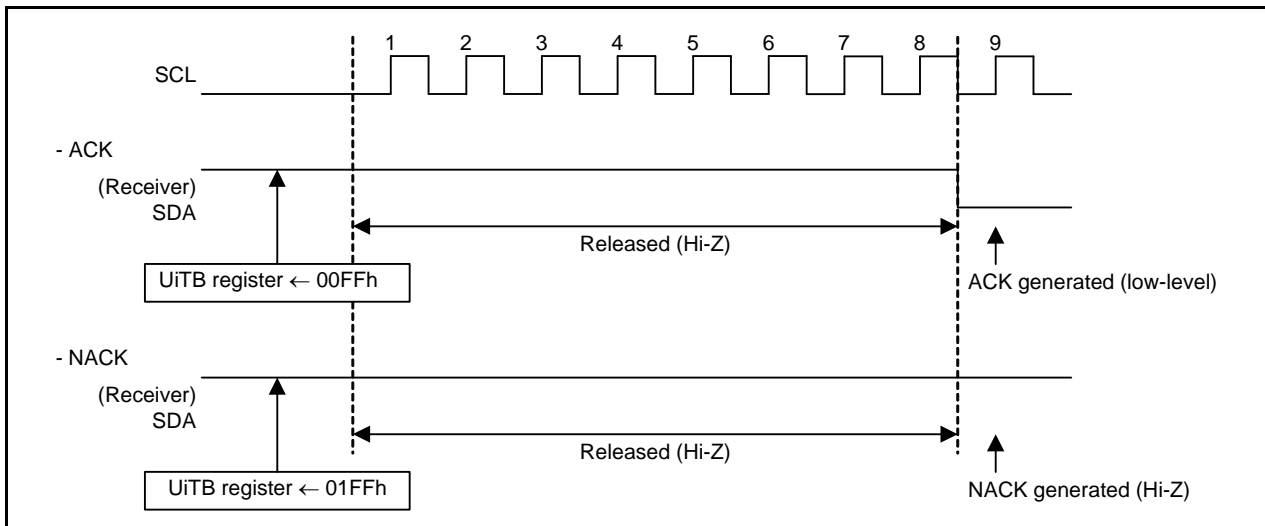 1 2 3 4 5 6 7 8 9
SCL
- ACK
(Receiver)
SDA
Released (Hi-Z)
UiTB register ← 00FFh
ACK generated (low-level)
- NACK
(Receiver)
SDA
Released (Hi-Z)
UiTB register ← 01FFh
NACK generated (Hi-Z)